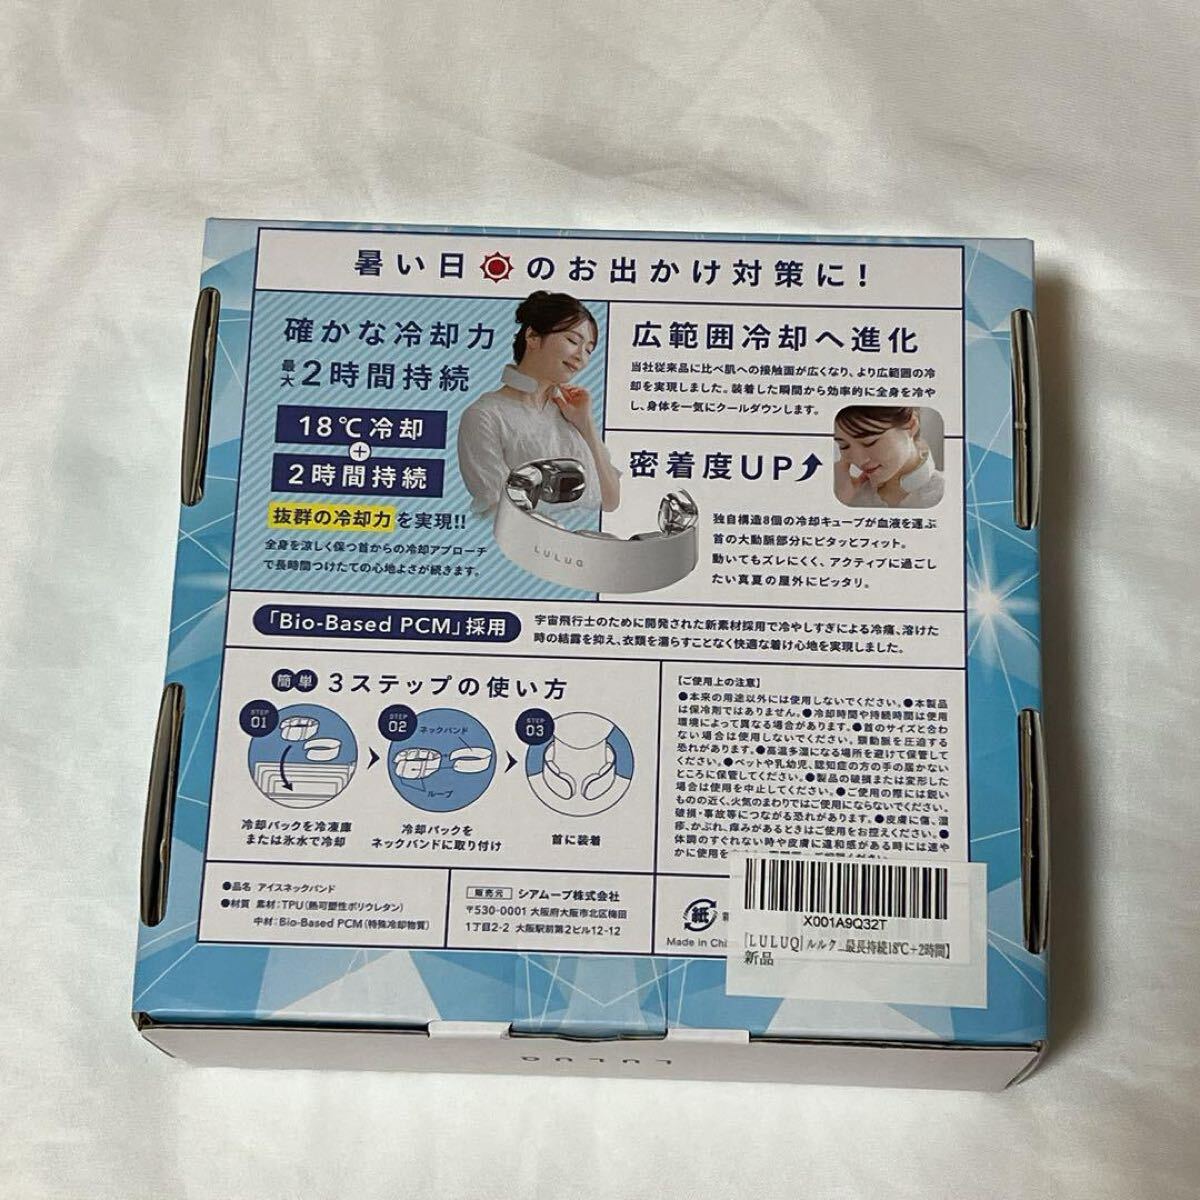 暑い日のお出かけ対策に!
確かな冷却力
最大2時間持続
18℃冷却
+
2時間持続
抜群の冷却力を実現!!
全身を涼しく保つ首からの冷却アプローチ
で長時間つけたての心地よさが続きます。
広範囲冷却へ進化
当社従来品に比べ肌への接触面が広くなり、より広範囲の冷
却を実現しました。装着した瞬間から効率的に全身を冷や
し、身体を一気にクールダウンします。
密着度UP
LULUQ
独自構造8個の冷却キューブが血液を運ぶ
首の大動脈部分にピタッとフィット。
動いてもズレにくく、アクティブに過ごし
たい真夏の屋外にピッタリ。
「Bio-Based PCM」採用
宇宙飛行士のために開発された新素材採用で冷やしすぎによる冷痛、溶けた
時の結露を抑え、衣類を濡らすことなく快適な着け心地を実現しました。
簡単 3ステップの使い方
STEP 01
冷却パックを冷凍庫
または氷水で冷却
STEP 02
ネックバンド
ループ
冷却パックを
ネックバンドに取り付け
STEP 03
首に装着
【ご使用上の注意】
●本来の用途以外には使用しないでください。●本製品
は保冷剤ではありません。●冷却時間や持続時間は使用
環境によって異なる場合があります。●首のサイズと合わ
ない場合は使用しないでください。頸動脈を圧迫する
恐れがあります。●高温多湿になる場所を避けて保管して
ください。●ペットや乳幼児、認知症の方の手の届かない
ところに保管してください。●製品の破損または変形した
場合は使用を中止してください。●ご使用の際には鋭い
ものの近く、火気のまわりではご使用にならないでください。
破損・事故等につながる恐れがあります。●皮膚に傷、湿
疹、かぶれ、痒みがあるときはご使用をお控えください。●
体調のすぐれない時や皮膚に違和感がある時には速や
かに使用を
●品名 アイスネックバンド
●材質 素材:TPU(熱可塑性ポリウレタン)
中材:Bio-Based PCM(特殊冷却物質)
販売元 シアムーブ株式会社
〒530-0001 大阪府大阪市北区梅田
1丁目2-2 大阪駅前第2ビル12-12
紙
Made in Chi
X001A9Q32T
[LULUQ] ルルク_最長持続18℃+2時間】
新品
LULUQ